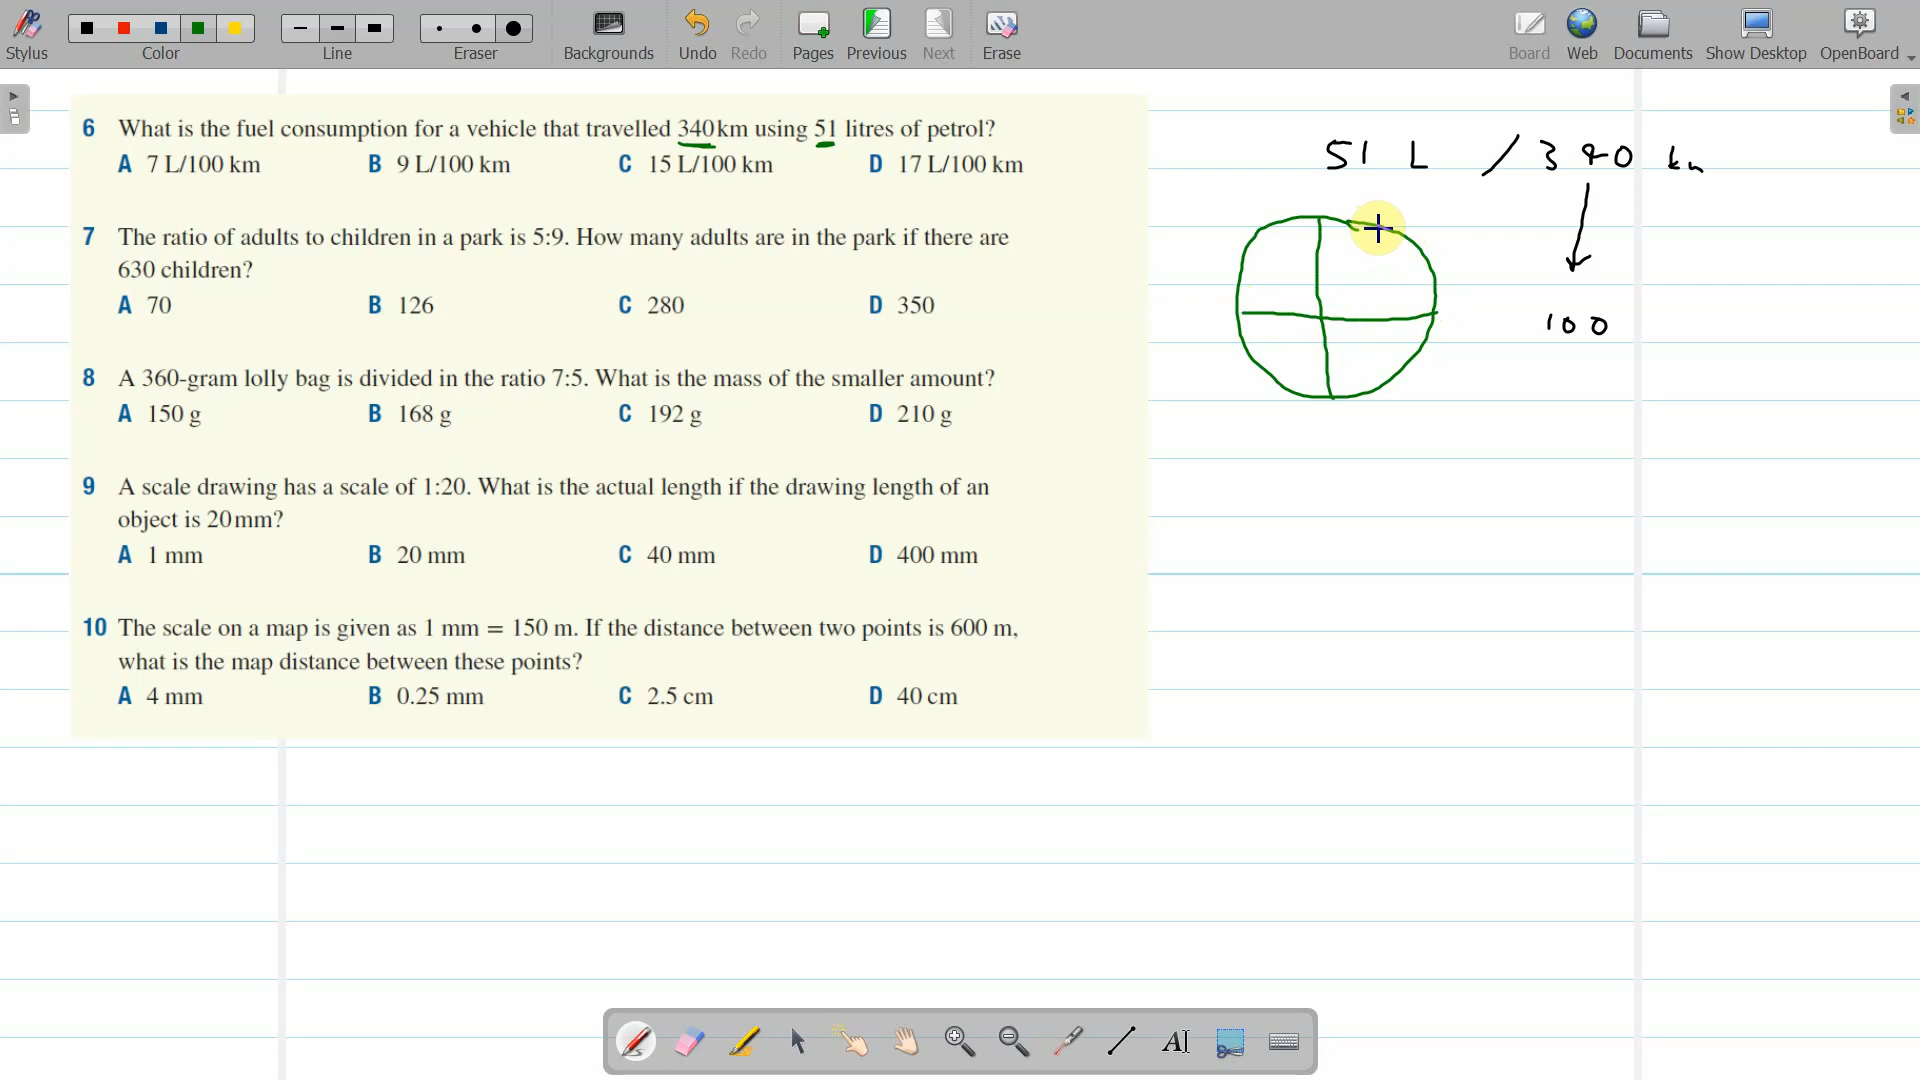 Stylus
Color
Line
Eraser
Backgrounds
Undo
Redo
Pages
Previous
Next
Erase
Board
Web
Documents
Show Desktop
OpenBoard
6 What is the fuel consumption for a vehicle that travelled 340 km using 51 litres of petrol?
A 7 L/100 km B 9 L/100 km C 15 L/100 km D 17 L/100 km
7 The ratio of adults to children in a park is 5:9. How many adults are in the park if there are
630 children?
A 70 B 126 C 280 D 350
8 A 360-gram lolly bag is divided in the ratio 7:5. What is the mass of the smaller amount?
A 150 g B 168 g C 192 g D 210 g
9 A scale drawing has a scale of 1:20. What is the actual length if the drawing length of an
object is 20 mm?
A 1 mm B 20 mm C 40 mm D 400 mm
10 The scale on a map is given as 1 mm = 150 m. If the distance between two points is 600 m,
what is the map distance between these points?
A 4 mm B 0.25 mm C 2.5 cm D 40 cm
51 L / 340 km
100